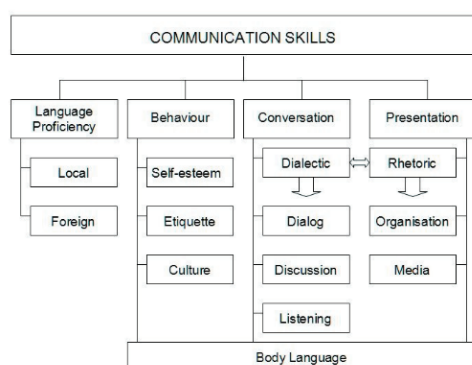 COMMUNICATION SKILLS
Language
Proficiency
Behaviour
Conversation
Presentation
Local
Self-esteem
Dialectic
Rhetoric
Foreign
Etiquette
Dialog
Organisation
Culture
Discussion
Media
Listening
Body Language